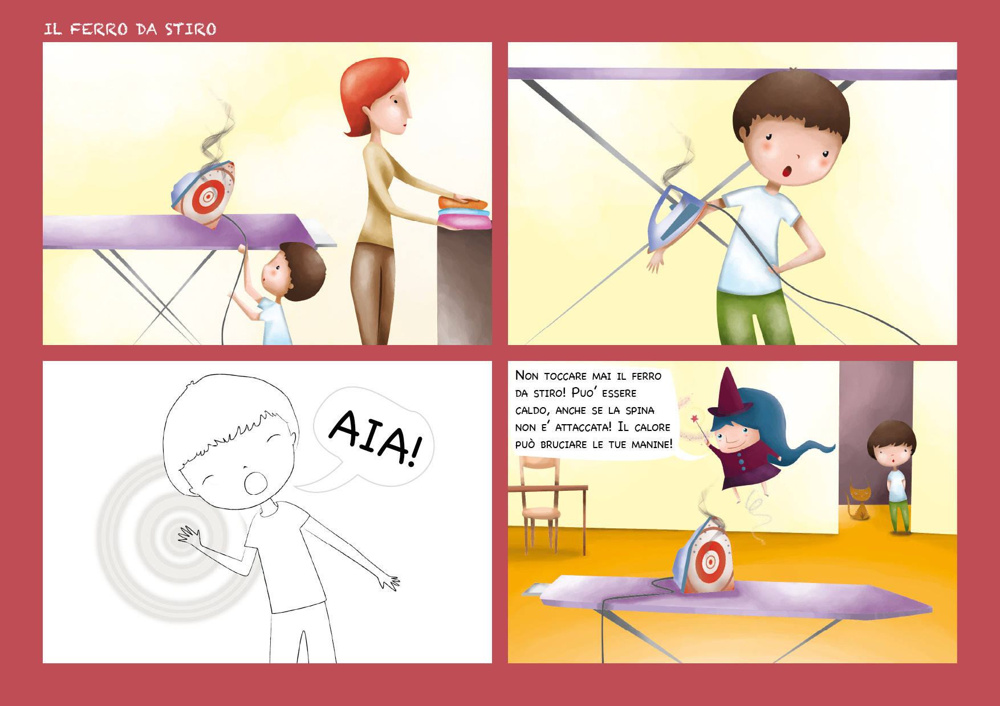 IL FERRO DA STIRO
NON TOCCARE MAI IL FERRO
DA STIRO! PUO' ESSERE
CALDO, ANCHE SE LA SPINA
NON E' ATTACCATA! IL CALORE
PUÒ BRUCIARE LE TUE MANINE!
AIA!